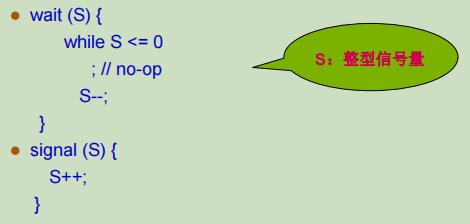 wait (S) {
while S <= 0
; // no-op
S--;
}
signal (S) {
S++;
}
S：整型信号量